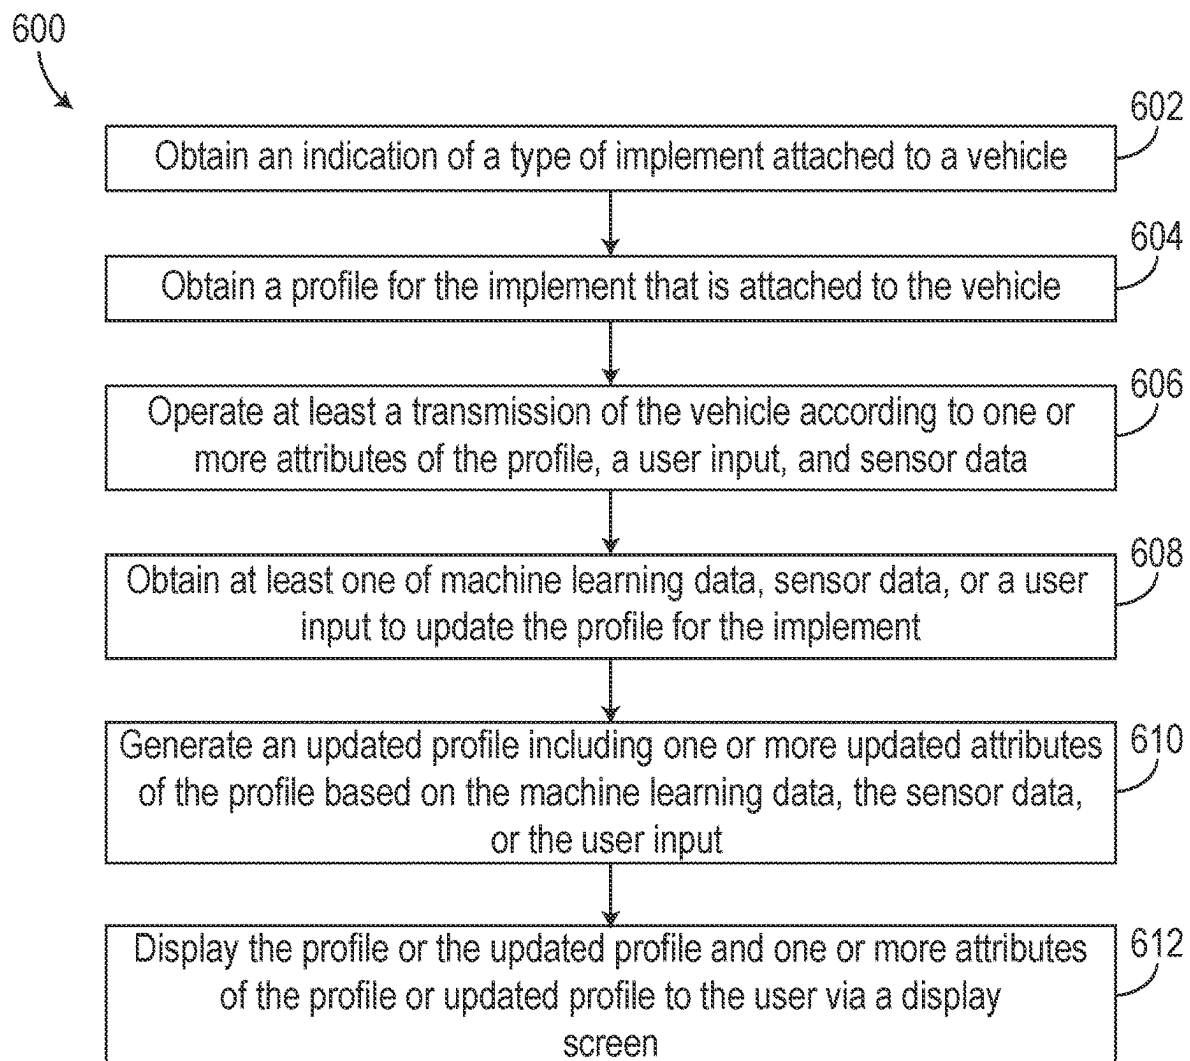 600
602
Obtain an indication of a type of implement attached to a vehicle
604
Obtain a profile for the implement that is attached to the vehicle
606
Operate at least a transmission of the vehicle according to one or
more attributes of the profile, a user input, and sensor data
608
Obtain at least one of machine learning data, sensor data, or a user
input to update the profile for the implement
610
Generate an updated profile including one or more updated attributes
of the profile based on the machine learning data, the sensor data,
or the user input
612
Display the profile or the updated profile and one or more attributes
of the profile or updated profile to the user via a display
screen